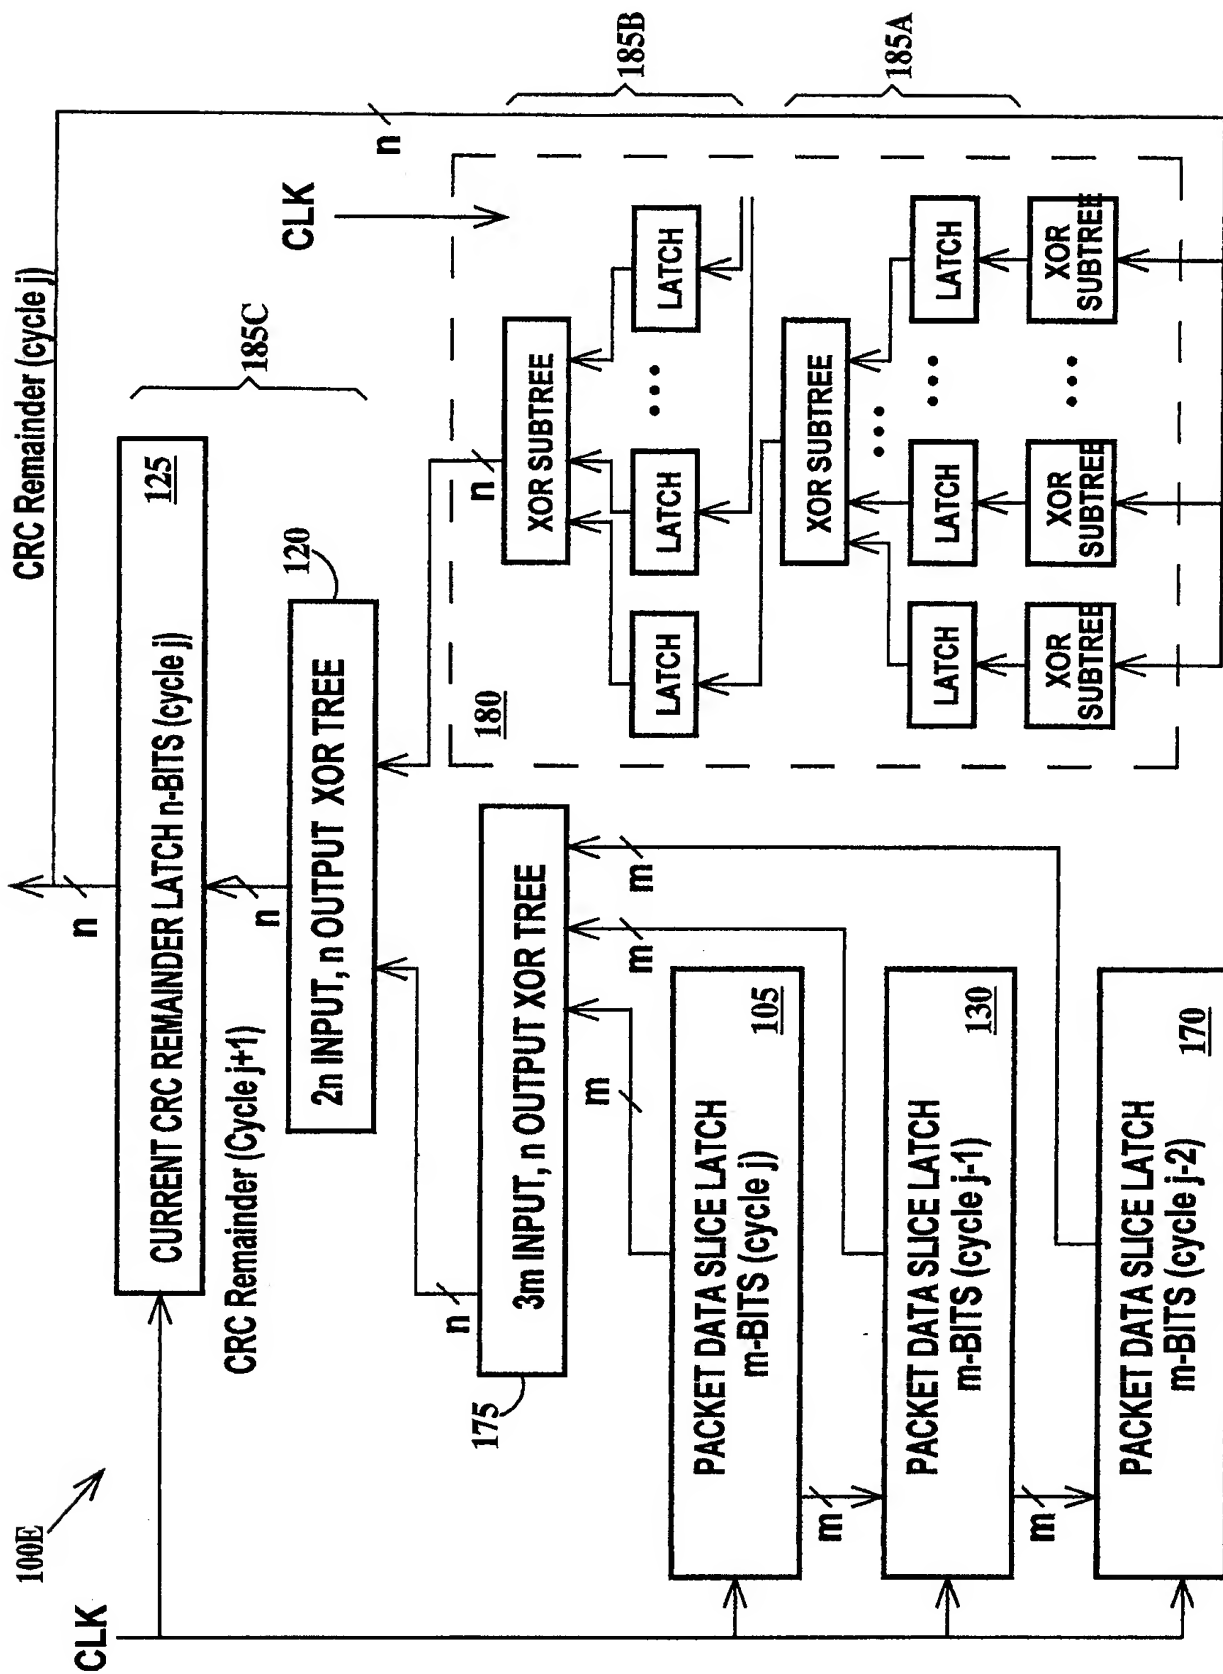 100E
CLK
CRC Remainder (cycle j)
n
CURRENT CRC REMAINDER LATCH n-BITS (cycle j)
125
185C
CRC Remainder (Cycle j+1)
n
120
2n INPUT, n OUTPUT XOR TREE
CLK
n
n
n
175
3m INPUT, n OUTPUT XOR TREE
180
XOR SUBTREE
LATCH
LATCH
• • •
LATCH
185B
m
m
m
PACKET DATA SLICE LATCH
m-BITS (cycle j)
105
XOR SUBTREE
• • •
LATCH
LATCH
• • •
LATCH
185A
m
PACKET DATA SLICE LATCH
m-BITS (cycle j-1)
130
XOR
SUBTREE
XOR
SUBTREE
• • •
XOR
SUBTREE
m
PACKET DATA SLICE LATCH
m-BITS (cycle j-2)
170